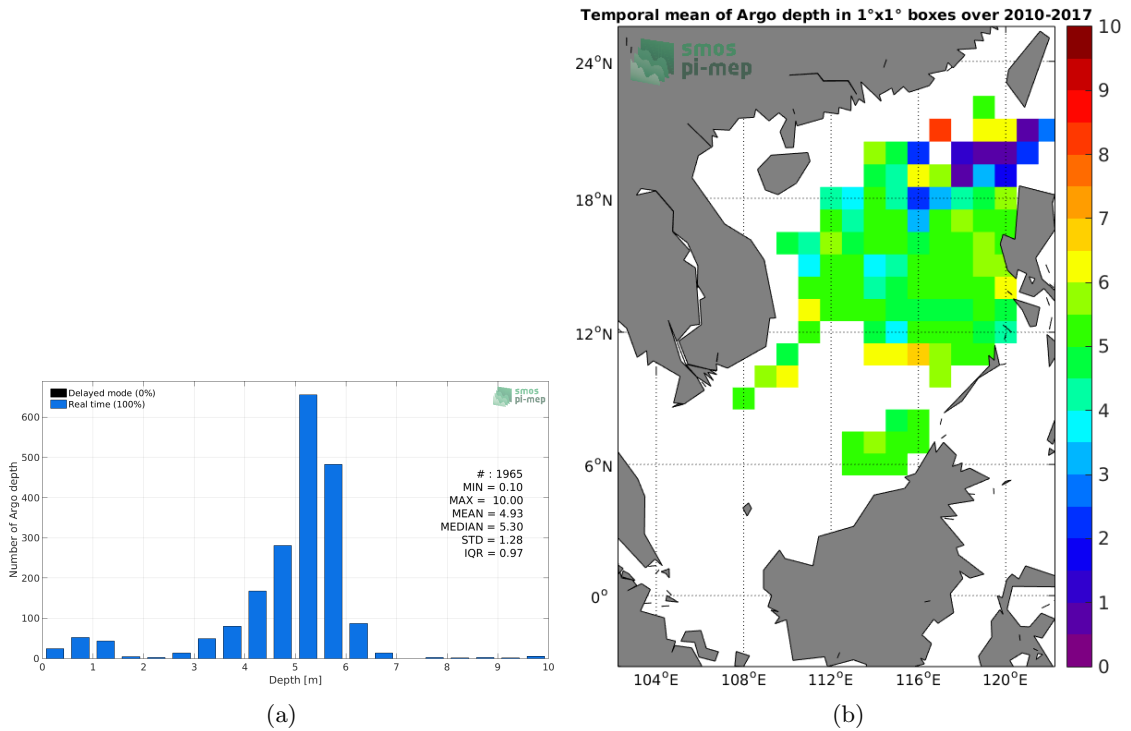 Delayed mode (0%)
Real time (100%)
smos
pi-mep
# : 1965
MIN = 0.10
MAX = 10.00
MEAN = 4.93
MEDIAN = 5.30
STD = 1.28
IQR = 0.97
Number of Argo depth
600
500
400
300
200
100
0
0 1 2 3 4 5 6 7 8 9 10
Depth [m]
(a)
Temporal mean of Argo depth in 1°x1° boxes over 2010-2017
smos
pi-mep
24°N
18°N
12°N
6°N
0°
104°E 108°E 112°E 116°E 120°E
10
9
8
7
6
5
4
3
2
1
0
(b)